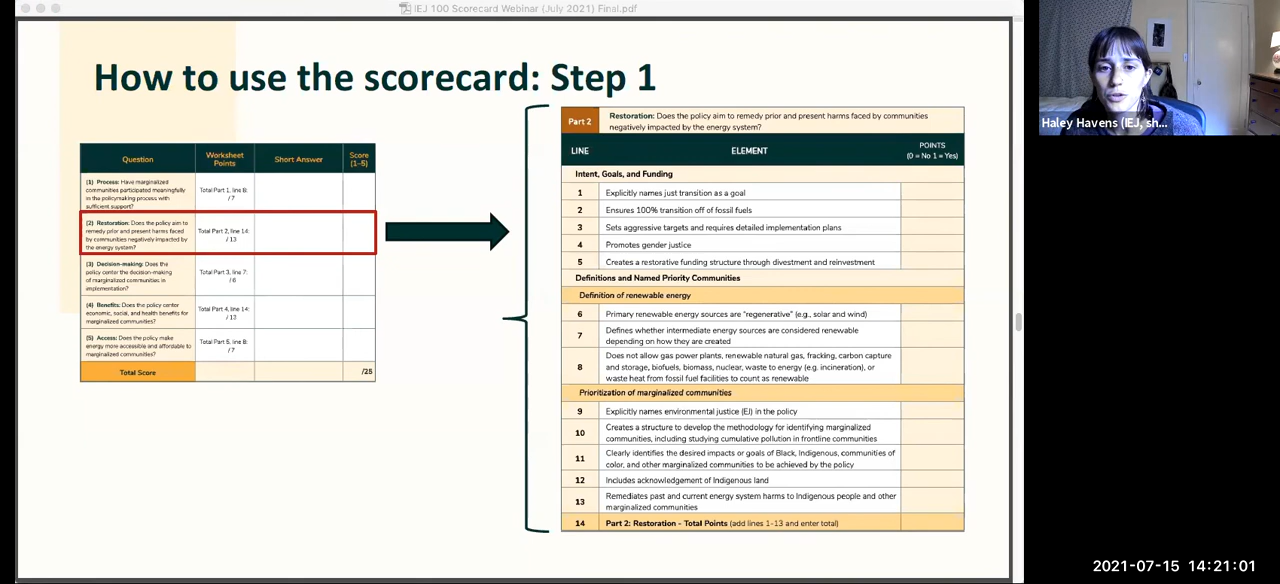 IEJ 100 Scorecard Webinar (July 2021) Final.pdf
How to use the scorecard: Step 1
Question
Worksheet
Points
Short Answer
Score
(1–5)
(1) Process: Have marginalized
communities participated meaningfully
in the policymaking process with
sufficient support?
Total Part 1, line 8:
/ 7
(2) Restoration: Does the policy aim to
remedy prior and present harms faced
by communities negatively impacted by
the energy system?
Total Part 2, line 14:
/ 13
(3) Decision-making: Does the
policy center the decision-making
of marginalized communities in
implementation?
Total Part 3, line 7:
/ 6
(4) Benefits: Does the policy center
economic, social, and health benefits for
marginalized communities?
Total Part 4, line 14:
/ 13
(5) Access: Does the policy make
energy more accessible and affordable to
marginalized communities?
Total Part 5, line 8:
/ 7
Total Score
/25
Part 2
Restoration: Does the policy aim to remedy prior and present harms faced by communities
negatively impacted by the energy system?
LINE
ELEMENT
POINTS
(0 = No 1 = Yes)
Intent, Goals, and Funding
1 Explicitly names just transition as a goal
2 Ensures 100% transition off of fossil fuels
3 Sets aggressive targets and requires detailed implementation plans
4 Promotes gender justice
5 Creates a restorative funding structure through divestment and reinvestment
Definitions and Named Priority Communities
Definition of renewable energy
6 Primary renewable energy sources are “regenerative” (e.g., solar and wind)
7 Defines whether intermediate energy sources are considered renewable
depending on how they are created
8 Does not allow gas power plants, renewable natural gas, fracking, carbon capture
and storage, biofuels, biomass, nuclear, waste to energy (e.g. incineration), or
waste heat from fossil fuel facilities to count as renewable
Prioritization of marginalized communities
9 Explicitly names environmental justice (EJ) in the policy
10 Creates a structure to develop the methodology for identifying marginalized
communities, including studying cumulative pollution in frontline communities
11 Clearly identifies the desired impacts or goals of Black, Indigenous, communities of
color, and other marginalized communities to be achieved by the policy
12 Includes acknowledgement of Indigenous land
13 Remediates past and current energy system harms to Indigenous people and other
marginalized communities
14 Part 2: Restoration - Total Points (add lines 1-13 and enter total)
Haley Havens (IEJ, sh...
2021-07-15 14:21:01